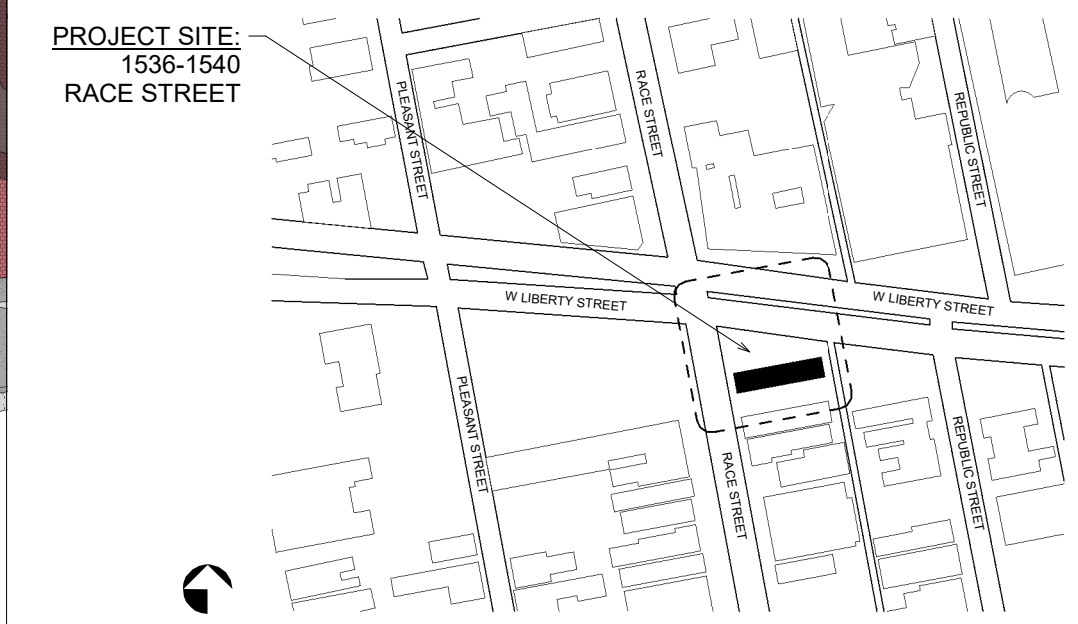 PROJECT SITE:
1536-1540
RACE STREET
PLEASANT STREET
RACE STREET
REPUBLIC STREET
W LIBERTY STREET
W LIBERTY STREET
PLEASANT STREET
RACE STREET
REPUBLIC STREET